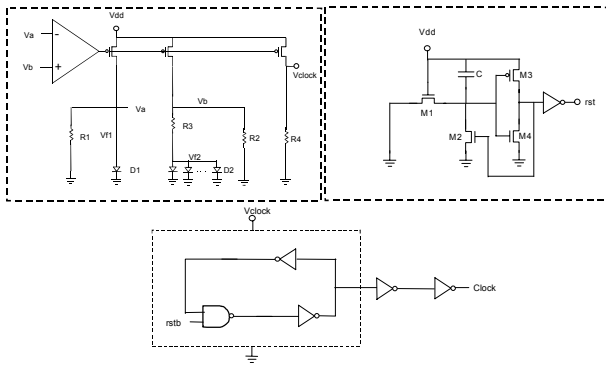 Vdd
Va
Vb
Vclock
Va
Vb
R1
Vf1
R3
R2
R4
Vf2
D1
D2
Vdd
C
M3
M1
rst
M2
M4
Vclock
rstb
Clock